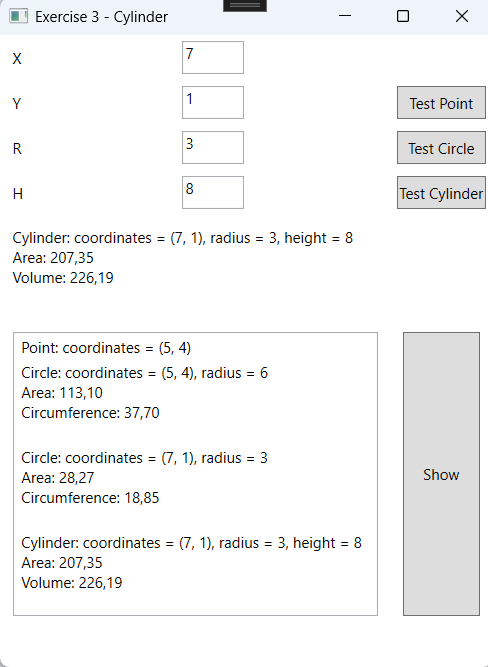 Exercise 3 - Cylinder
X
7
Y
1
Test Point
R
3
Test Circle
H
8
Test Cylinder
Cylinder: coordinates = (7, 1), radius = 3, height = 8
Area: 207,35
Volume: 226,19
Point: coordinates = (5, 4)
Circle: coordinates = (5, 4), radius = 6
Area: 113,10
Circumference: 37,70
Circle: coordinates = (7, 1), radius = 3
Area: 28,27
Circumference: 18,85
Cylinder: coordinates = (7, 1), radius = 3, height = 8
Area: 207,35
Volume: 226,19
Show